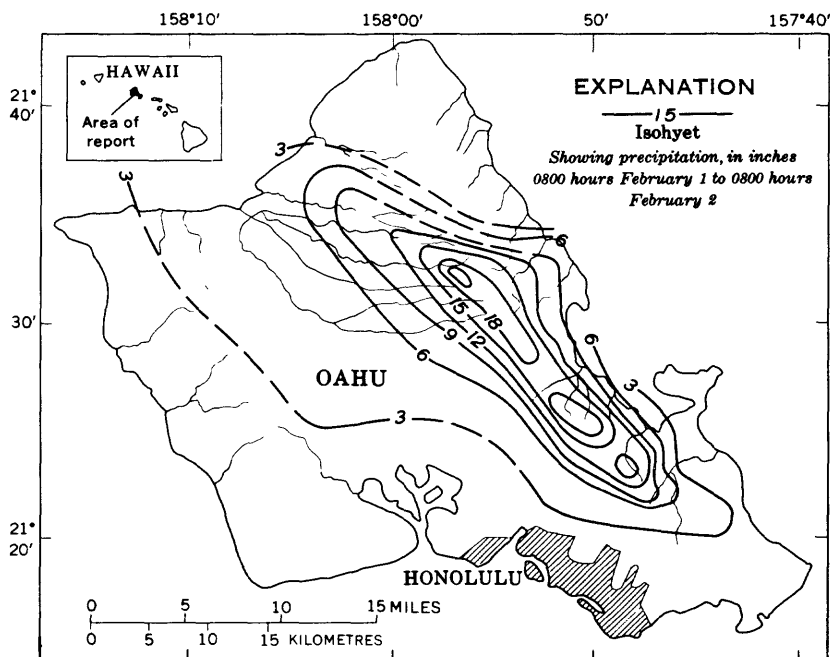 158°10' 158°00' 50' 157°40'
21°
40'
30'
21°
20'
HAWAII
Area of
report
EXPLANATION
15
Isohyet
Showing precipitation, in inches
0800 hours February 1 to 0800 hours
February 2
3
3
6
18
15
12
9
6
6
3
OAHU
3
HONOLULU
0 5 10 15 MILES
0 5 10 15 KILOMETRES